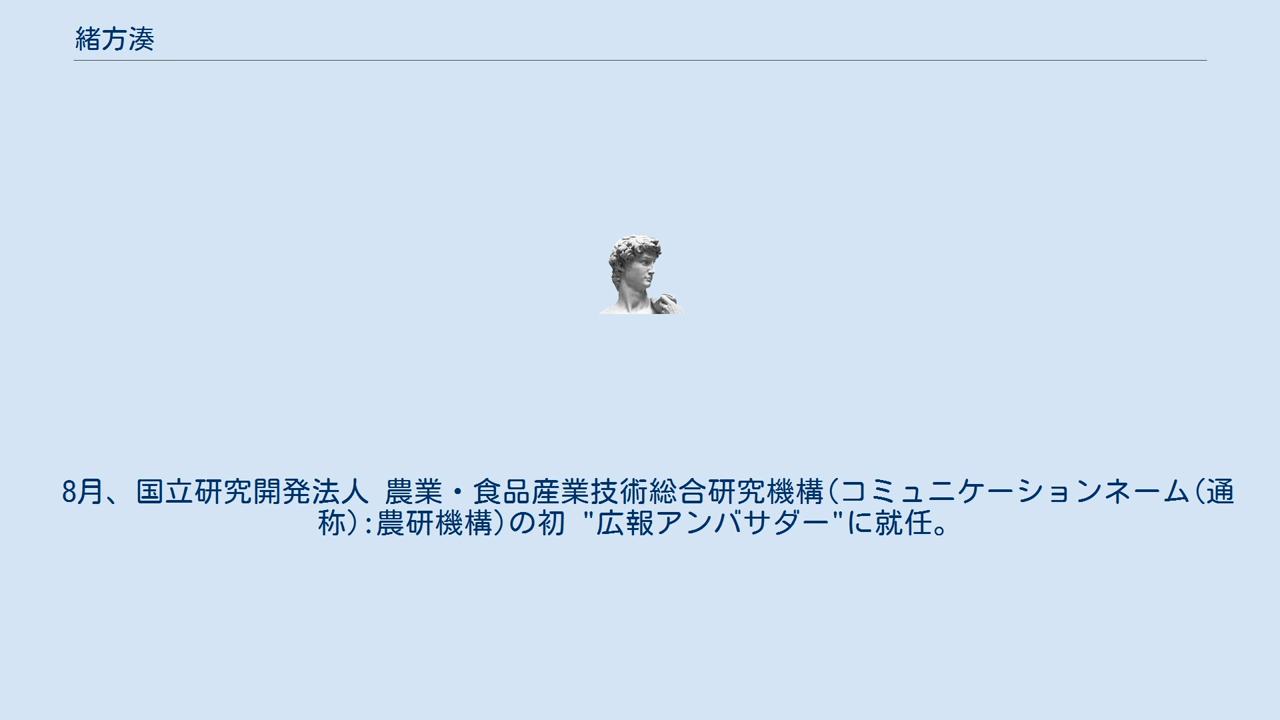 緒方湊
8月、国立研究開発法人 農業・食品産業技術総合研究機構(コミュニケーションネーム(通
称):農研機構)の初 "広報アンバサダー"に就任。